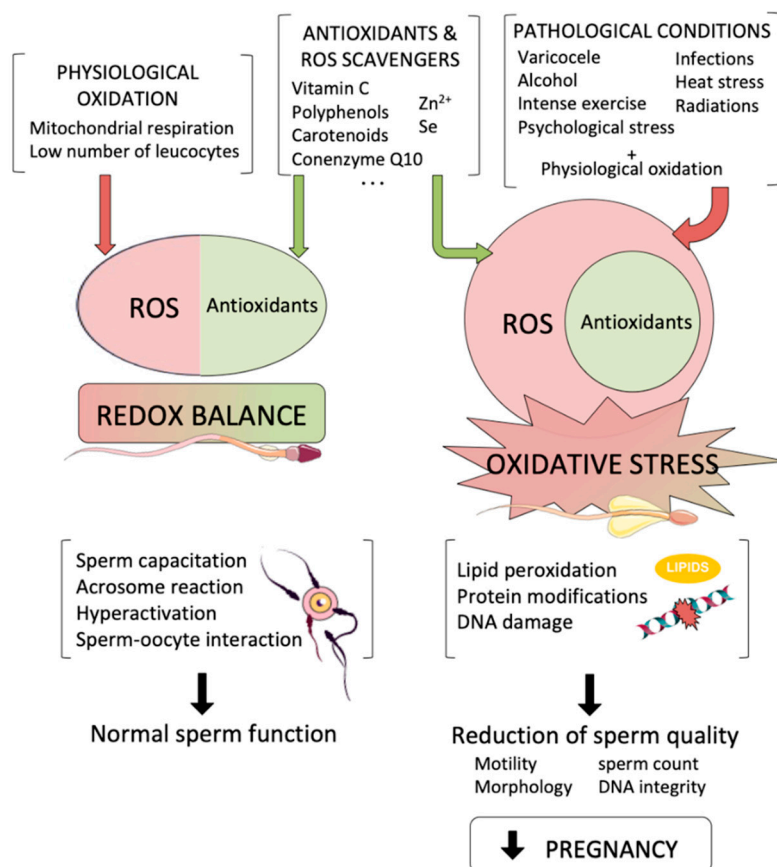 PHYSIOLOGICAL
OXIDATION
Mitochondrial respiration
Low number of leucocytes
ANTIOXIDANTS &
ROS SCAVENGERS
Vitamin C
Polyphenols
Carotenoids
Conenzyme Q10
Zn²⁺
Se
...
PATHOLOGICAL CONDITIONS
Varicocele
Alcohol
Intense exercise
Psychological stress
Infections
Heat stress
Radiations
+
Physiological oxidation
ROS
Antioxidants
REDOX BALANCE
ROS
Antioxidants
OXIDATIVE STRESS
Sperm capacitation
Acrosome reaction
Hyperactivation
Sperm-oocyte interaction
Normal sperm function
Lipid peroxidation
Protein modifications
DNA damage
LIPIDS
Reduction of sperm quality
Motility
Morphology
sperm count
DNA integrity
PREGNANCY